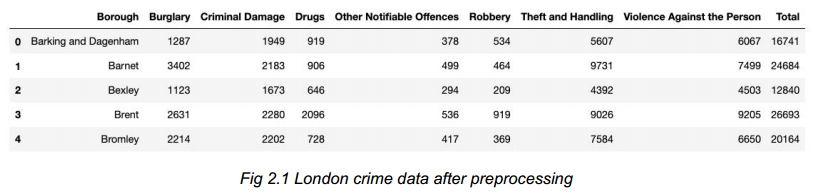 Borough Burglary Criminal Damage Drugs Other Notifiable Offences Robbery Theft and Handling Violence Against the Person Total
0 Barking and Dagenham 1287 1949 919 378 534 5607 6067 16741
1 Barnet 3402 2183 906 499 464 9731 7499 24684
2 Bexley 1123 1673 646 294 209 4392 4503 12840
3 Brent 2631 2280 2096 536 919 9026 9205 26693
4 Bromley 2214 2202 728 417 369 7584 6650 20164
Fig 2.1 London crime data after preprocessing